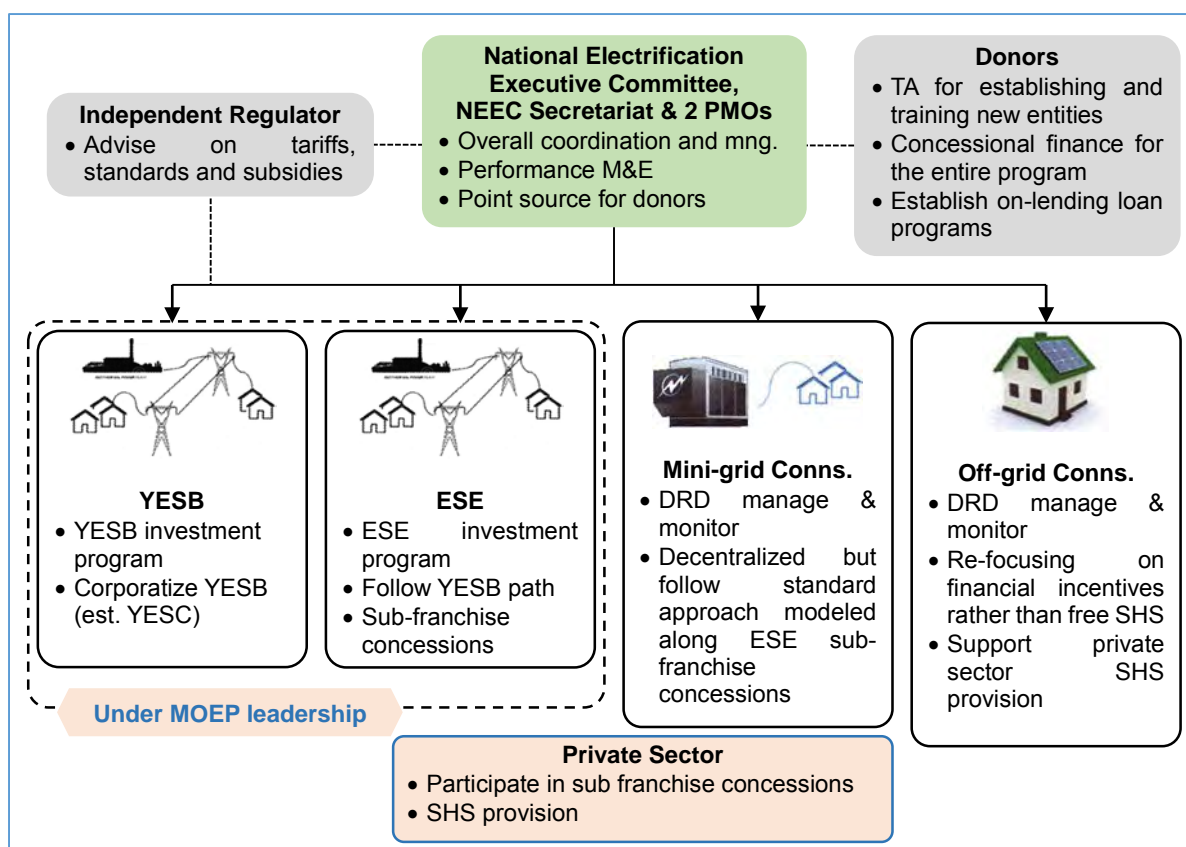 National Electrification
Executive Committee,
NEEC Secretariat & 2 PMOs
• Overall coordination and mng.
• Performance M&E
• Point source for donors
Independent Regulator
• Advise on tariffs,
standards and subsidies
Donors
• TA for establishing and
training new entities
• Concessional finance for
the entire program
• Establish on-lending loan
programs
YESB
• YESB investment
program
• Corporatize YESB
(est. YESC)
ESE
• ESE investment
program
• Follow YESB path
• Sub-franchise
concessions
Under MOEP leadership
Mini-grid Conns.
• DRD manage &
monitor
• Decentralized but
follow standard
approach modeled
along ESE sub-
franchise
concessions
Off-grid Conns.
• DRD manage &
monitor
• Re-focusing on
financial incentives
rather than free SHS
• Support private
sector SHS
provision
Private Sector
• Participate in sub franchise concessions
• SHS provision